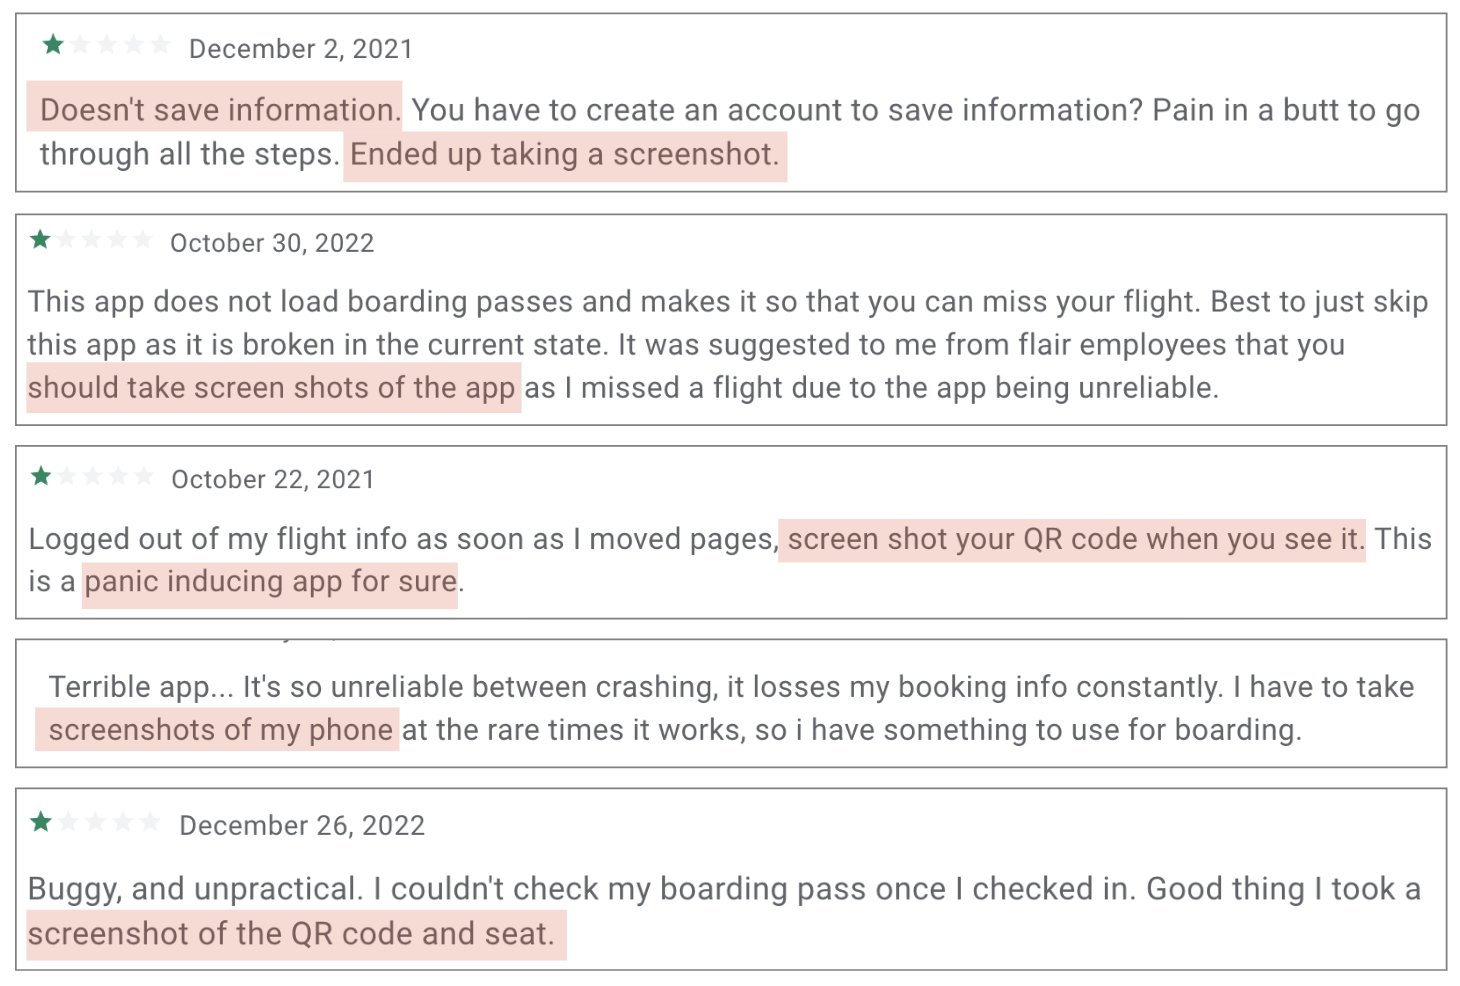 December 2, 2021
Doesn't save information. You have to create an account to save information? Pain in a butt to go
through all the steps. Ended up taking a screenshot.
October 30, 2022
This app does not load boarding passes and makes it so that you can miss your flight. Best to just skip
this app as it is broken in the current state. It was suggested to me from flair employees that you
should take screen shots of the app as I missed a flight due to the app being unreliable.
October 22, 2021
Logged out of my flight info as soon as I moved pages, screen shot your QR code when you see it. This
is a panic inducing app for sure.
Terrible app... It's so unreliable between crashing, it losses my booking info constantly. I have to take
screenshots of my phone at the rare times it works, so i have something to use for boarding.
December 26, 2022
Buggy, and unpractical. I couldn't check my boarding pass once I checked in. Good thing I took a
screenshot of the QR code and seat.